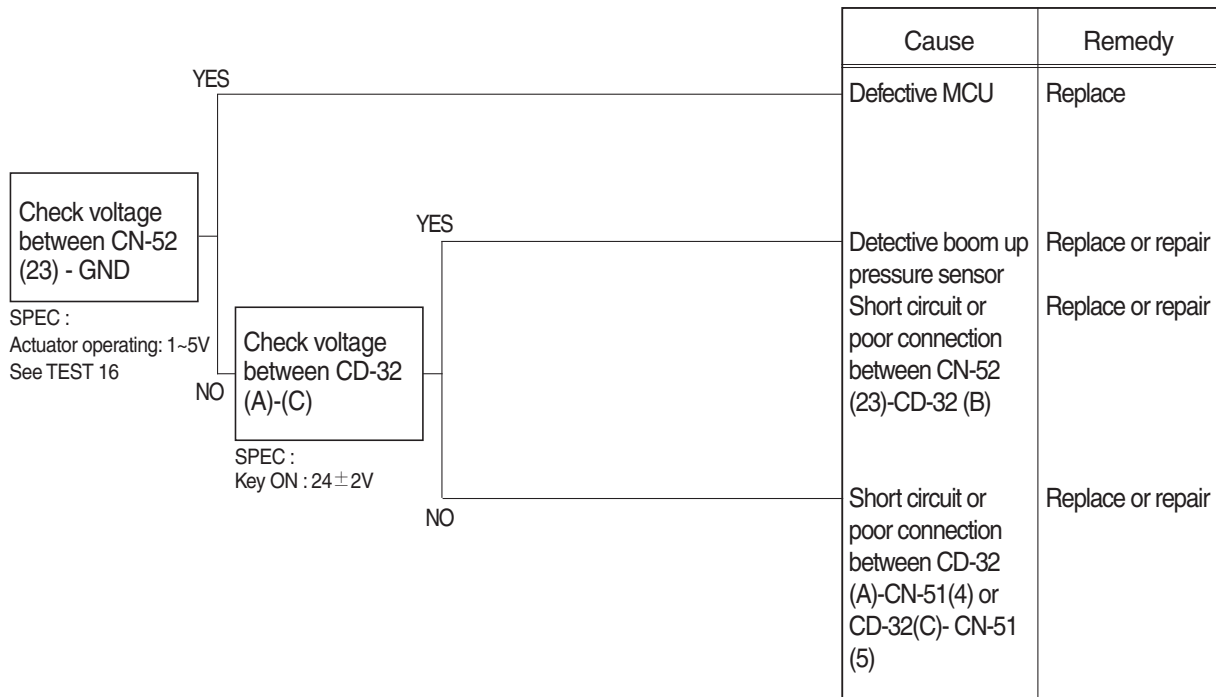 Cause
Remedy
YES
Defective MCU
Replace
Check voltage
between CN-52
(23) - GND
SPEC :
Actuator operating: 1~5V
See TEST 16
NO
YES
Detective boom up
pressure sensor
Replace or repair
Short circuit or
poor connection
between CN-52
(23)-CD-32 (B)
Replace or repair
Check voltage
between CD-32
(A)-(C)
SPEC :
Key ON : 24±2V
NO
Short circuit or
poor connection
between CD-32
(A)-CN-51(4) or
CD-32(C)- CN-51
(5)
Replace or repair